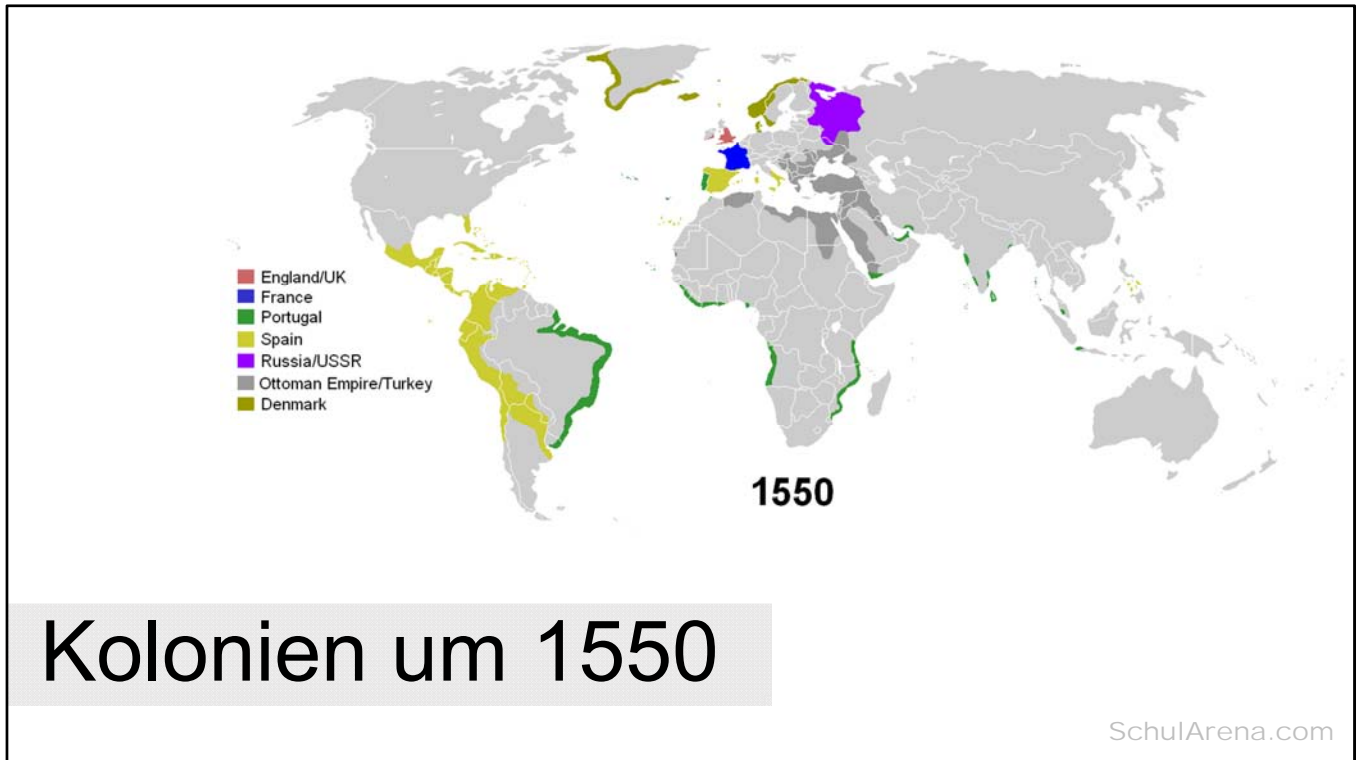 England/UK
France
Portugal
Spain
Russia/USSR
Ottoman Empire/Turkey
Denmark
1550
Kolonien um 1550
SchulArena.com